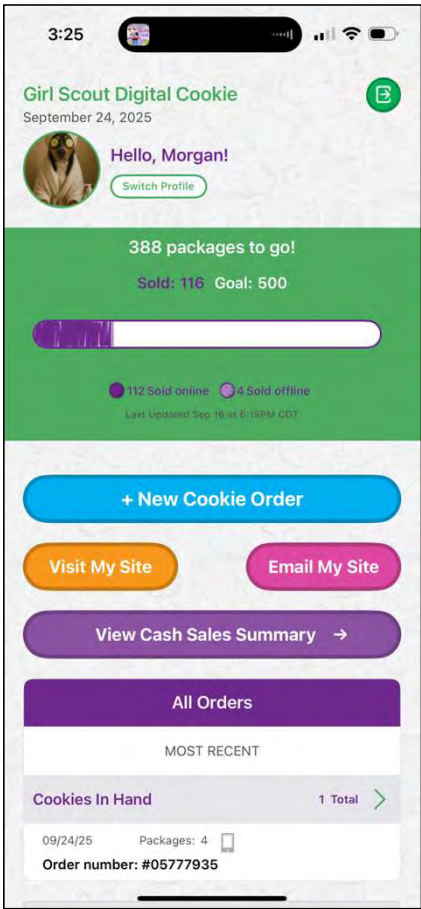 3:25
Girl Scout Digital Cookie
September 24, 2025
Hello, Morgan!
Switch Profile
388 packages to go!
Sold: 116 Goal: 500
112 Sold online 4 Sold offline
Last Updated Sep 16 at 6:15PM CDT
+ New Cookie Order
Visit My Site
Email My Site
View Cash Sales Summary →
All Orders
MOST RECENT
Cookies In Hand 1 Total
09/24/25 Packages: 4
Order number: #05777935